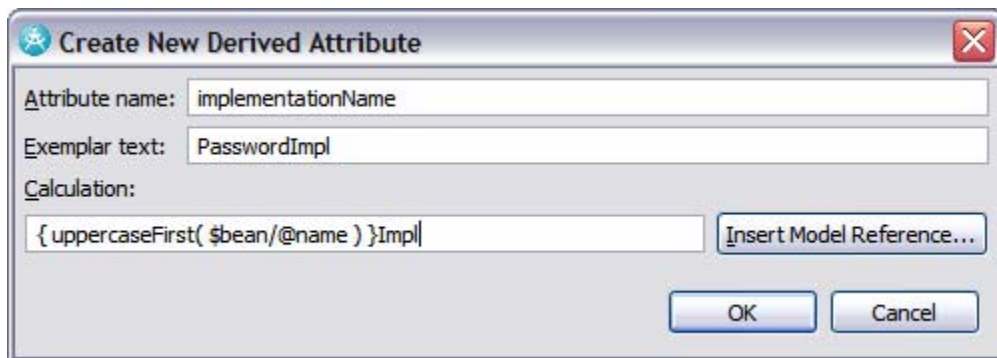 Create New Derived Attribute
Attribute name: implementationName
Exemplar text: PasswordImpl
Calculation:
{ uppercaseFirst( $bean/@name ) }Impl Insert Model Reference...
OK Cancel